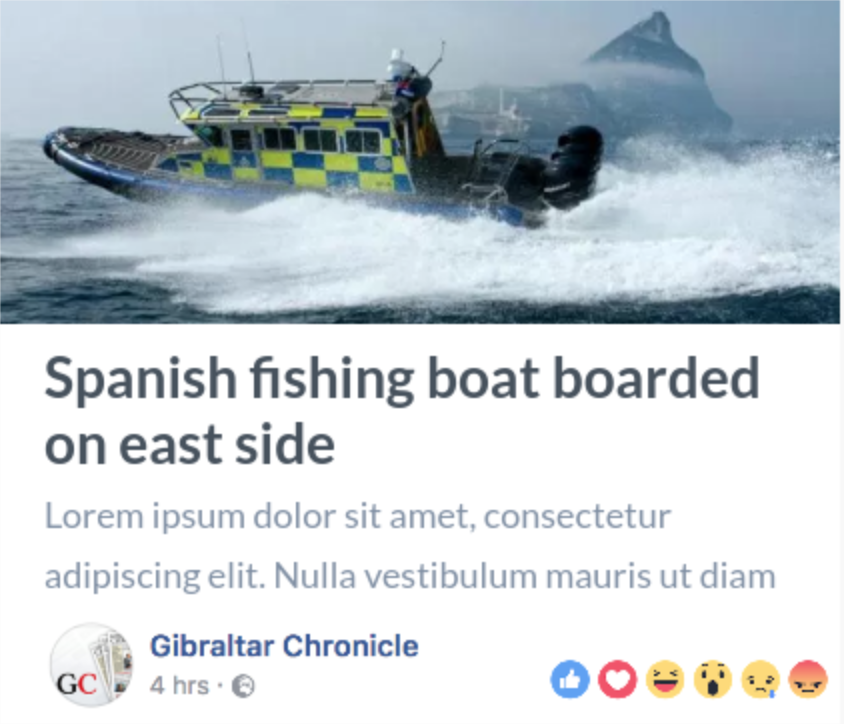 Spanish fishing boat boarded
on east side
Lorem ipsum dolor sit amet, consectetur
adipiscing elit. Nulla vestibulum mauris ut diam
Gibraltar Chronicle
GC
4 hrs ·